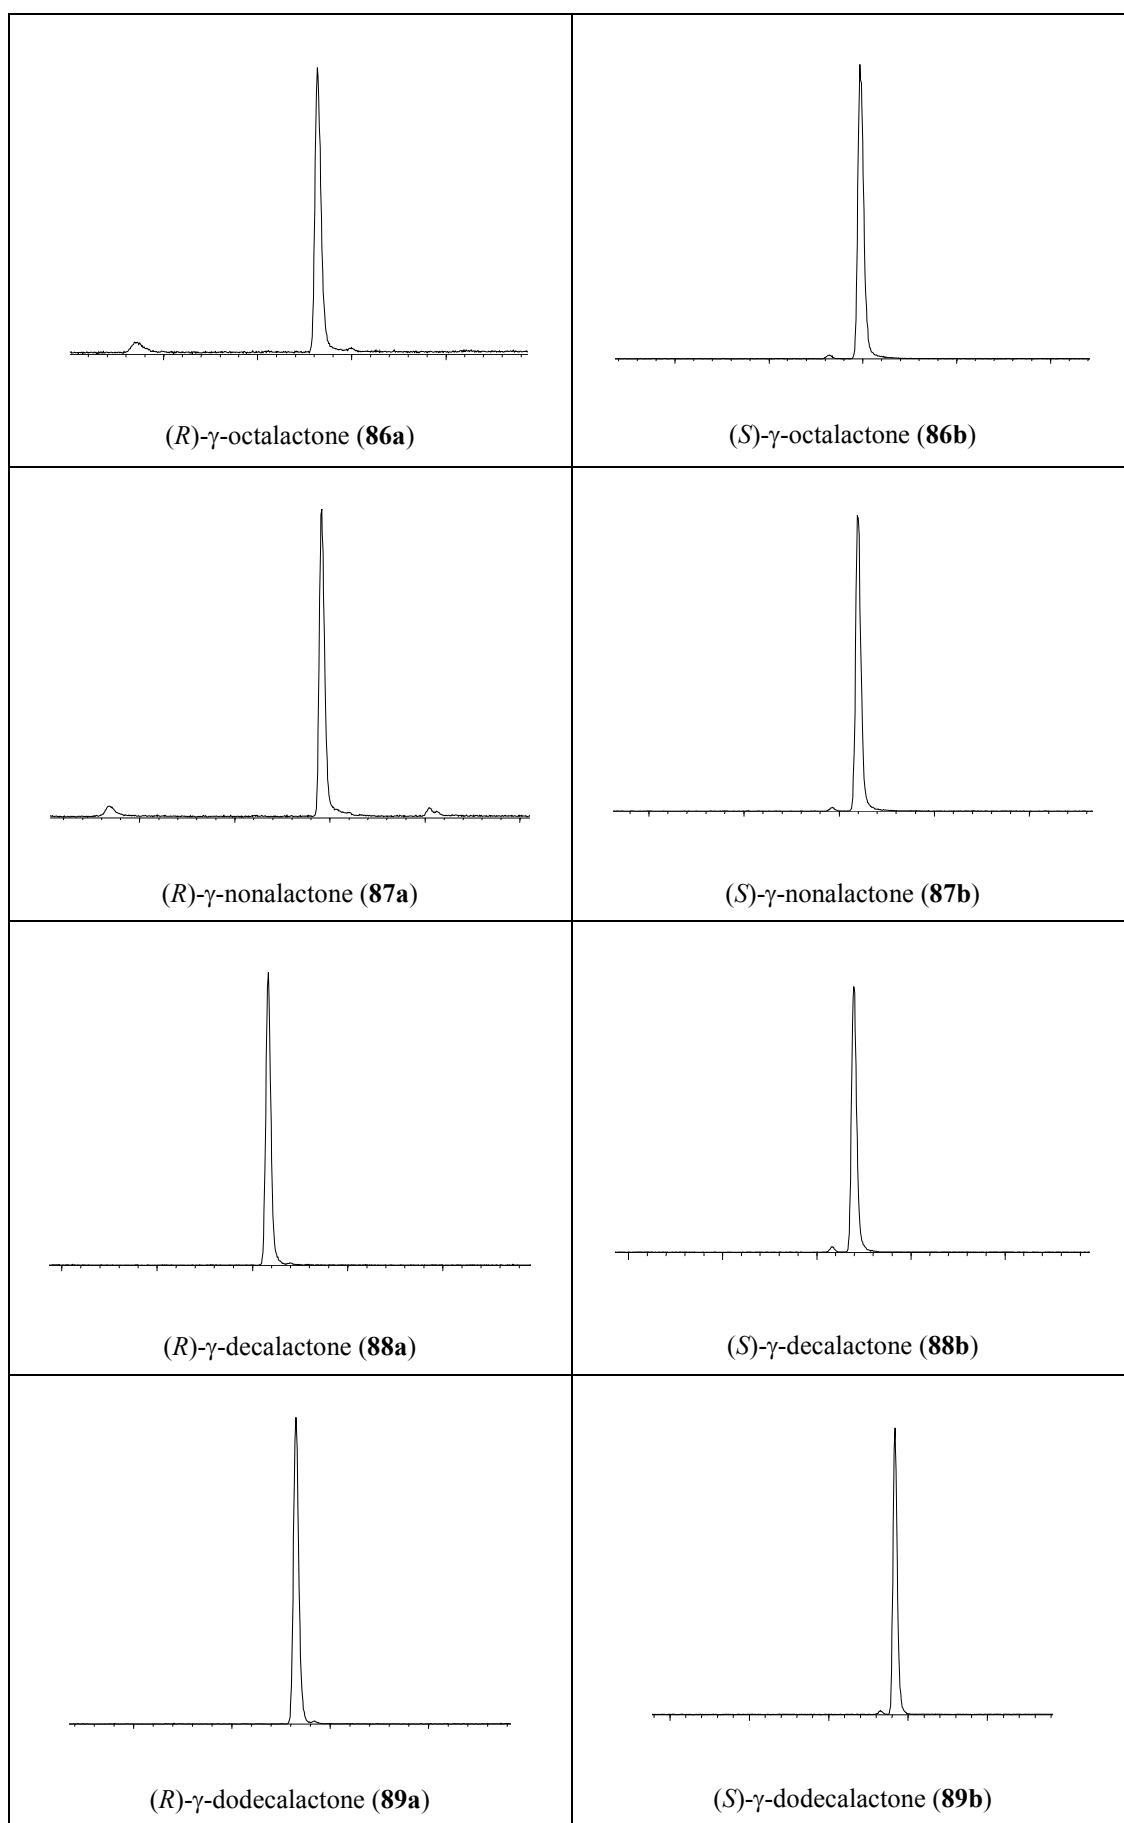 (R)-γ-octalactone (86a)
(S)-γ-octalactone (86b)
(R)-γ-nonalactone (87a)
(S)-γ-nonalactone (87b)
(R)-γ-decalactone (88a)
(S)-γ-decalactone (88b)
(R)-γ-dodecalactone (89a)
(S)-γ-dodecalactone (89b)